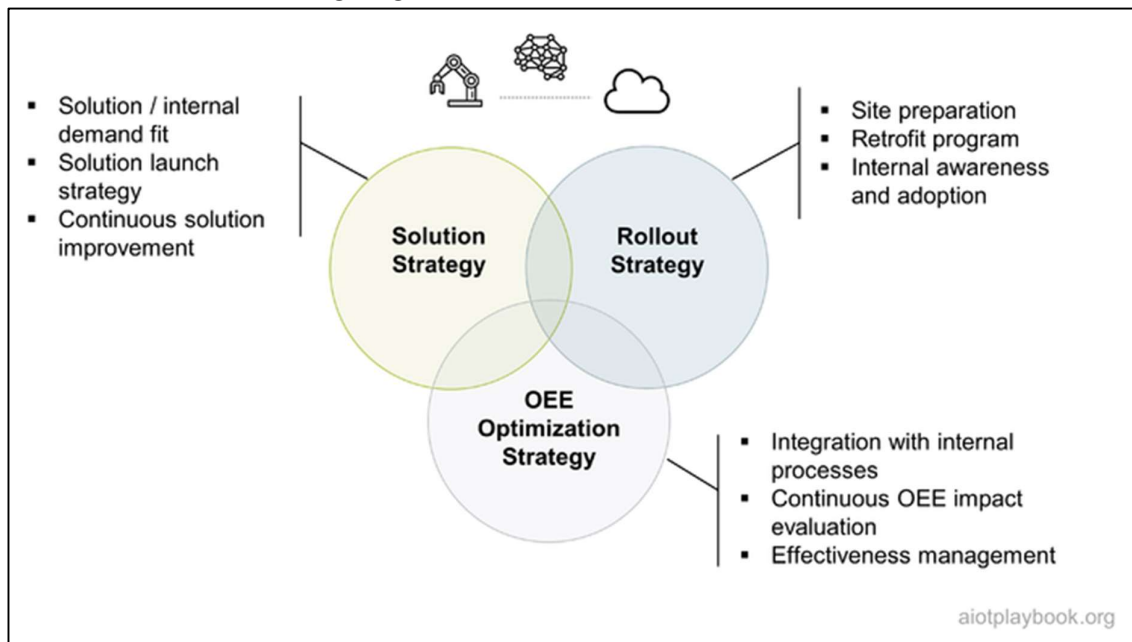 ▪ Solution / internal
demand fit
▪ Solution launch
strategy
▪ Continuous solution
improvement
▪ Site preparation
▪ Retrofit program
▪ Internal awareness
and adoption
Solution
Strategy
Rollout
Strategy
OEE
Optimization
Strategy
▪ Integration with internal
processes
▪ Continuous OEE impact
evaluation
▪ Effectiveness management
aiotplaybook.org